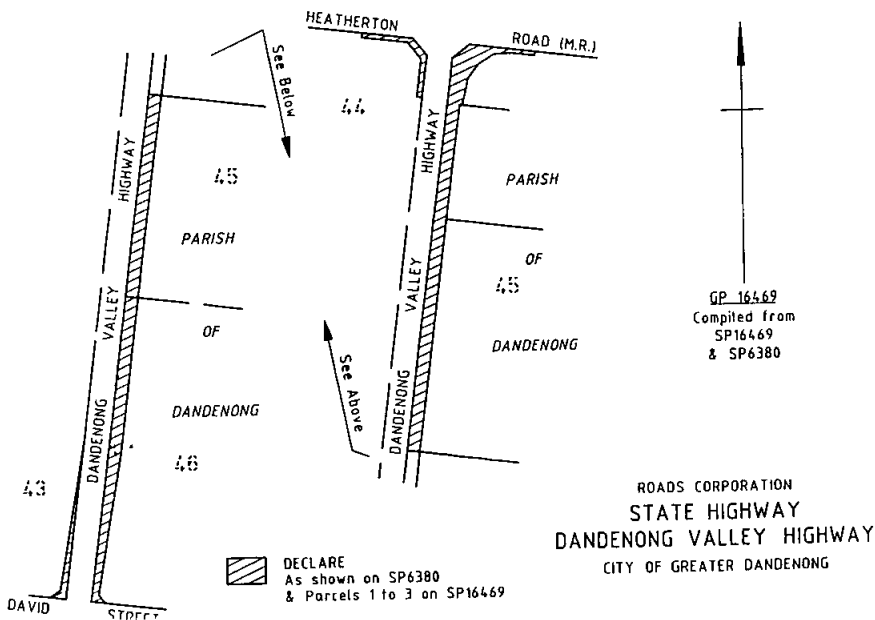 HEATHERTON
ROAD (M.R.)
See Below
44
HIGHWAY
VALLEY
DANDENONG
45
PARISH
OF
DANDENONG
46
43
DAVID STREET
HIGHWAY
VALLEY
DANDENONG
PARISH
OF
45
DANDENONG
See Above
GP 16469
Compiled from
SP16469
& SP6380
DECLARE
As shown on SP6380
& Parcels 1 to 3 on SP16469
ROADS CORPORATION
STATE HIGHWAY
DANDENONG VALLEY HIGHWAY
CITY OF GREATER DANDENONG